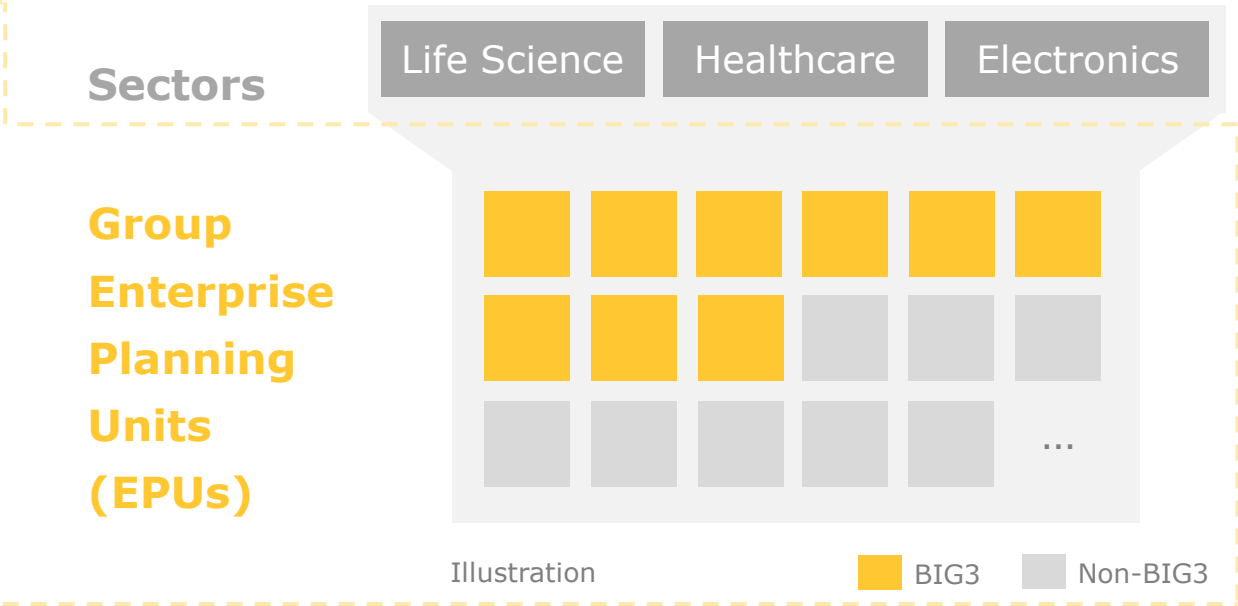 Sectors
Life Science
Healthcare
Electronics
Group
Enterprise
Planning
Units
(EPUs)
...
Illustration
BIG3
Non-BIG3